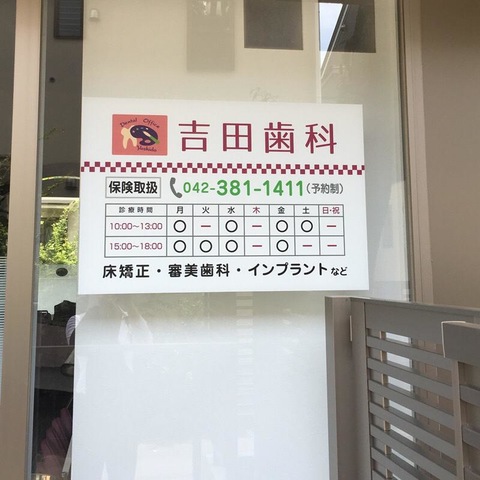 Dental Office
Yoshida
吉田歯科
保険取扱 042-381-1411(予約制)
診療時間 月 火 水 木 金 土 日・祝
10:00〜13:00 ○ ー ○ ー ○ ○ ー
15:00〜18:00 ○ ○ ○ ー ○ ー ー
床矯正・審美歯科・インプラントなど